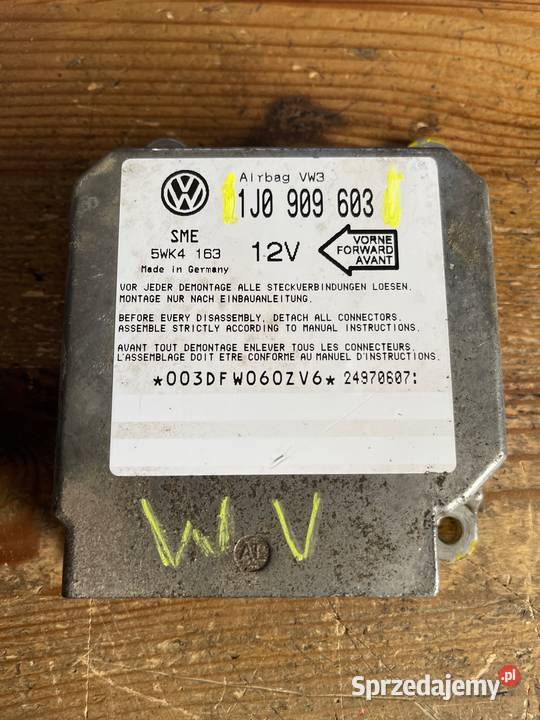 Airbag VW3
1J0 909 603
SME
5WK4 163
Made in Germany
12V
VORNE
FORWARD
AVANT
VOR JEDER DEMONTAGE ALLE STECKVERBINDUNGEN LOESEN.
MONTAGE NUR NACH EINBAUANLEITUNG.
BEFORE EVERY DISASSEMBLY, DETACH ALL CONNECTORS.
ASSEMBLE STRICTLY ACCORDING TO MANUAL INSTRUCTIONS.
AVANT TOUT DEMONTAGE ENLEVER TOUS LES CONNECTEURS.
L'ASSEMBLAGE DOIT ETRE CONFORME AU MANUEL D'INSTRUCTIONS.
*003DFW060ZV6* 24970607:
W V
Sprzedajemy.pl